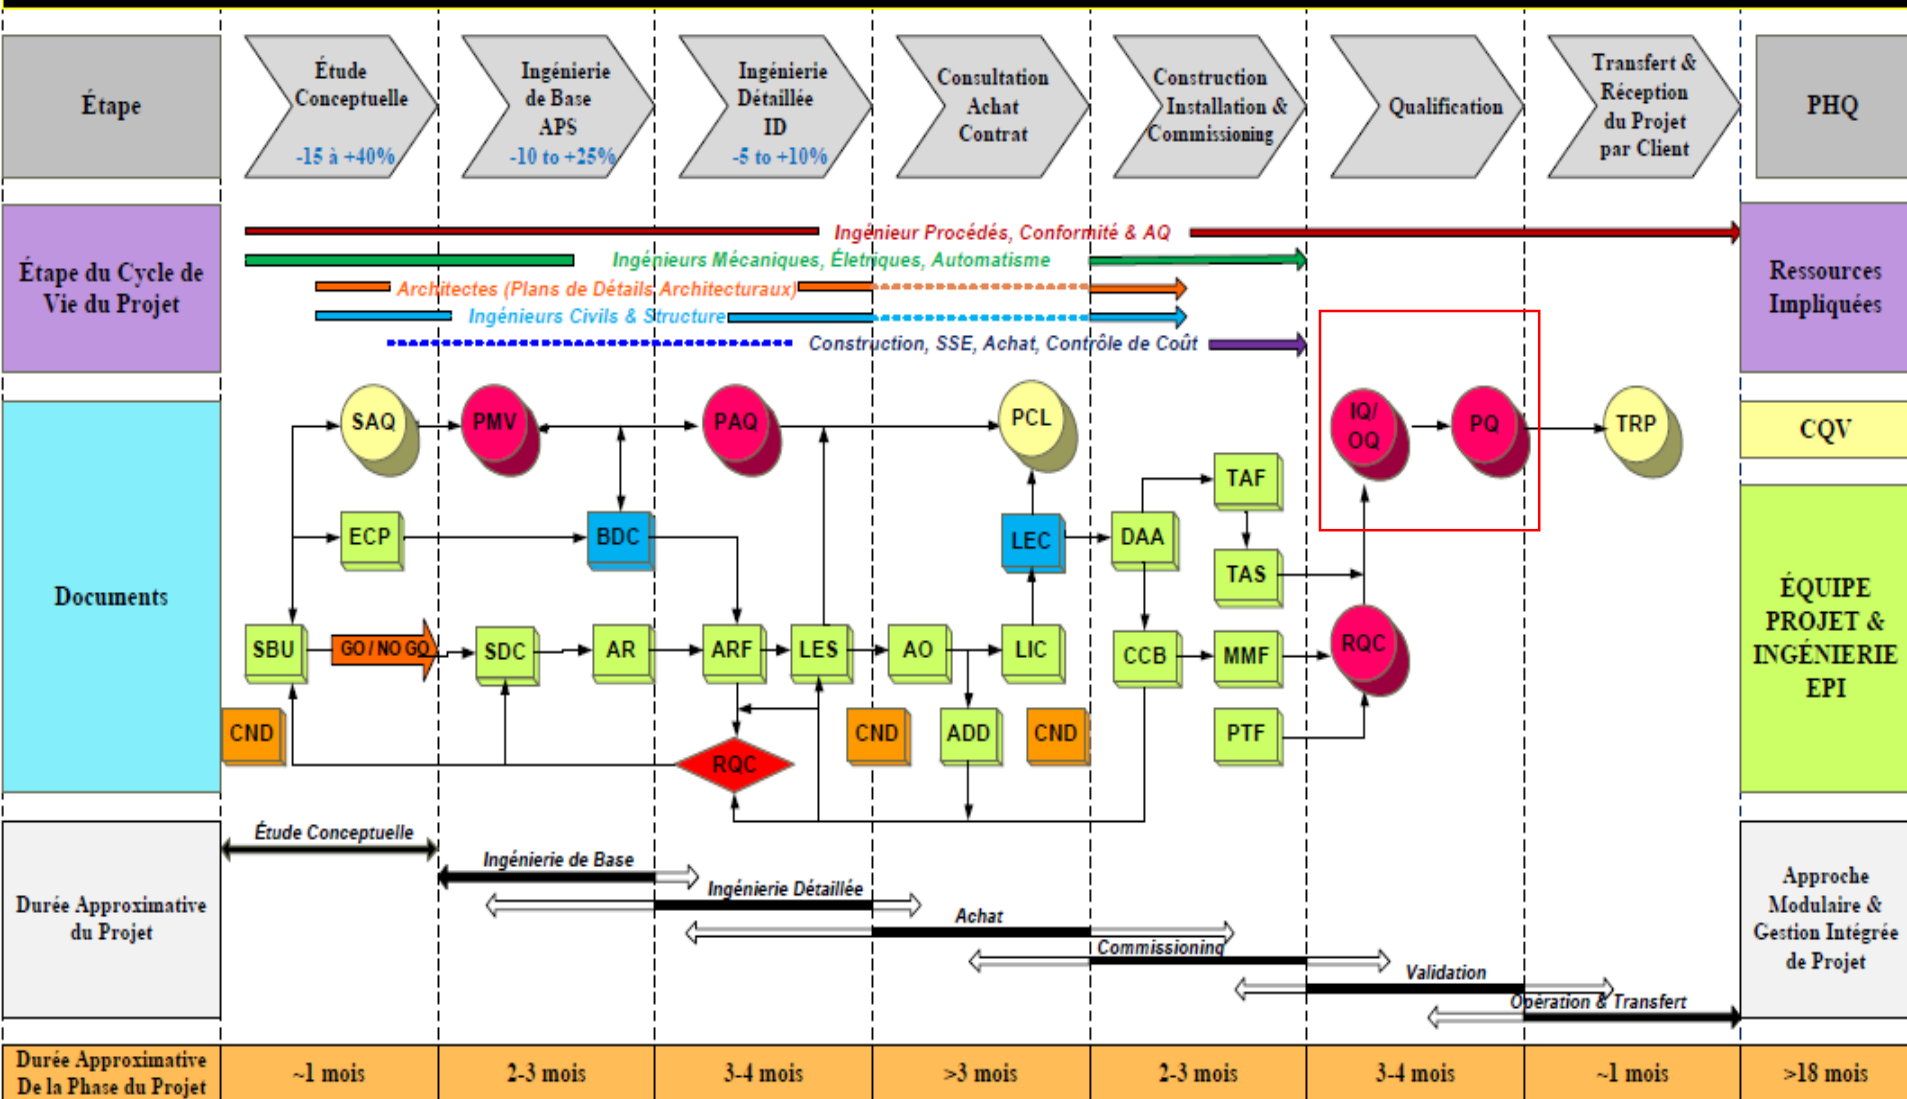 Étape
Étude
Conceptuelle
-15 à +40%
Ingénierie
de Base
APS
-10 to +25%
Ingénierie
Détaillée
ID
-5 to +10%
Consultation
Achat
Contrat
Construction
Installation &
Commissioning
Qualification
Transfert &
Réception
du Projet
par Client
PHQ
Étape du Cycle de
Vie du Projet
Ingénieur Procédés, Conformité & AQ
Ingénieurs Mécaniques, Életriques, Automatisme
Architectes (Plans de Détails Architecturaux)
Ingénieurs Civils & Structure
Construction, SSE, Achat, Contrôle de Coût
Ressources
Impliquées
Documents
SAQ
PMV
PAQ
PCL
IQ/
OQ
PQ
TRP
CQV
ECP
BDC
LEC
DAA
TAF
TAS
SBU
GO / NO GO
SDC
AR
ARF
LES
AO
LIC
CCB
MMF
RQC
CND
RQC
CND
ADD
CND
PTF
ÉQUIPE
PROJET &
INGÉNIERIE
EPI
Durée Approximative
du Projet
Étude Conceptuelle
Ingénierie de Base
Ingénierie Détaillée
Achat
Commissioning
Validation
Opération & Transfert
Approche
Modulaire &
Gestion Intégrée
de Projet
Durée Approximative
De la Phase du Projet
~1 mois
2-3 mois
3-4 mois
>3 mois
2-3 mois
3-4 mois
~1 mois
>18 mois